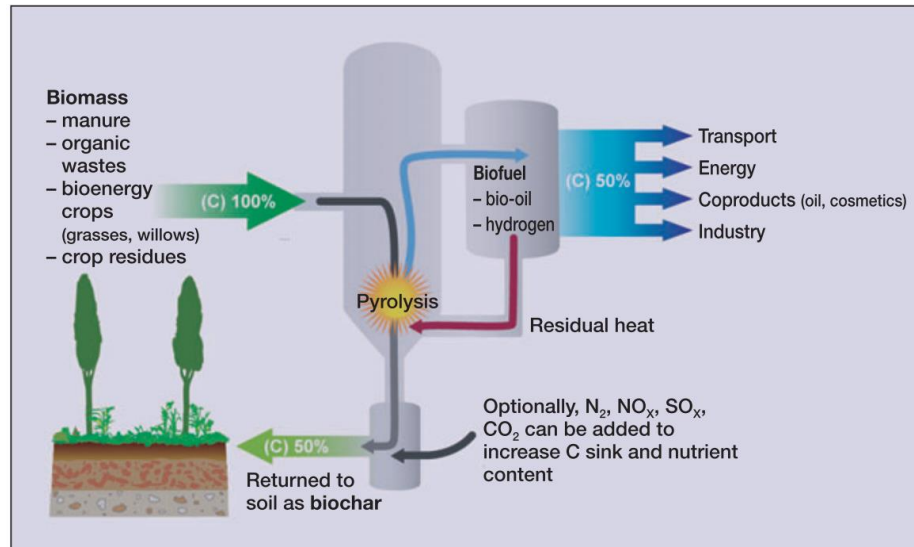 Biomass
– manure
– organic
wastes
– bioenergy
crops
(grasses, willows)
– crop residues
(C) 100%
Pyrolysis
Biofuel
– bio-oil
– hydrogen
(C) 50%
Transport
Energy
Coproducts (oil, cosmetics)
Industry
Residual heat
Optionally, N₂, NOₓ, SOₓ,
CO₂ can be added to
increase C sink and nutrient
content
(C) 50%
Returned to
soil as biochar